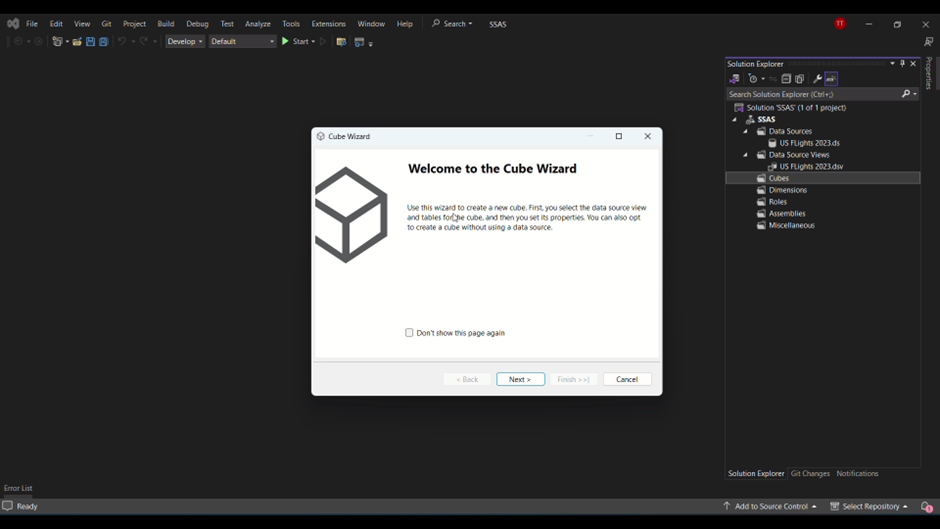 File Edit View Git Project Build Debug Test Analyze Tools Extensions Window Help Search SSAS TT
Develop Default Start
Solution Explorer
Properties
Search Solution Explorer (Ctrl+;)
Solution 'SSAS' (1 of 1 project)
SSAS
Data Sources
US FLights 2023.ds
Data Source Views
US FLights 2023.dsv
Cubes
Dimensions
Roles
Assemblies
Miscellaneous
Cube Wizard
Welcome to the Cube Wizard
Use this wizard to create a new cube. First, you select the data source view
and tables for the cube, and then you set its properties. You can also opt
to create a cube without using a data source.
Don't show this page again
< Back Next > Finish >>| Cancel
Solution Explorer Git Changes Notifications
Error List
Ready Add to Source Control Select Repository 1